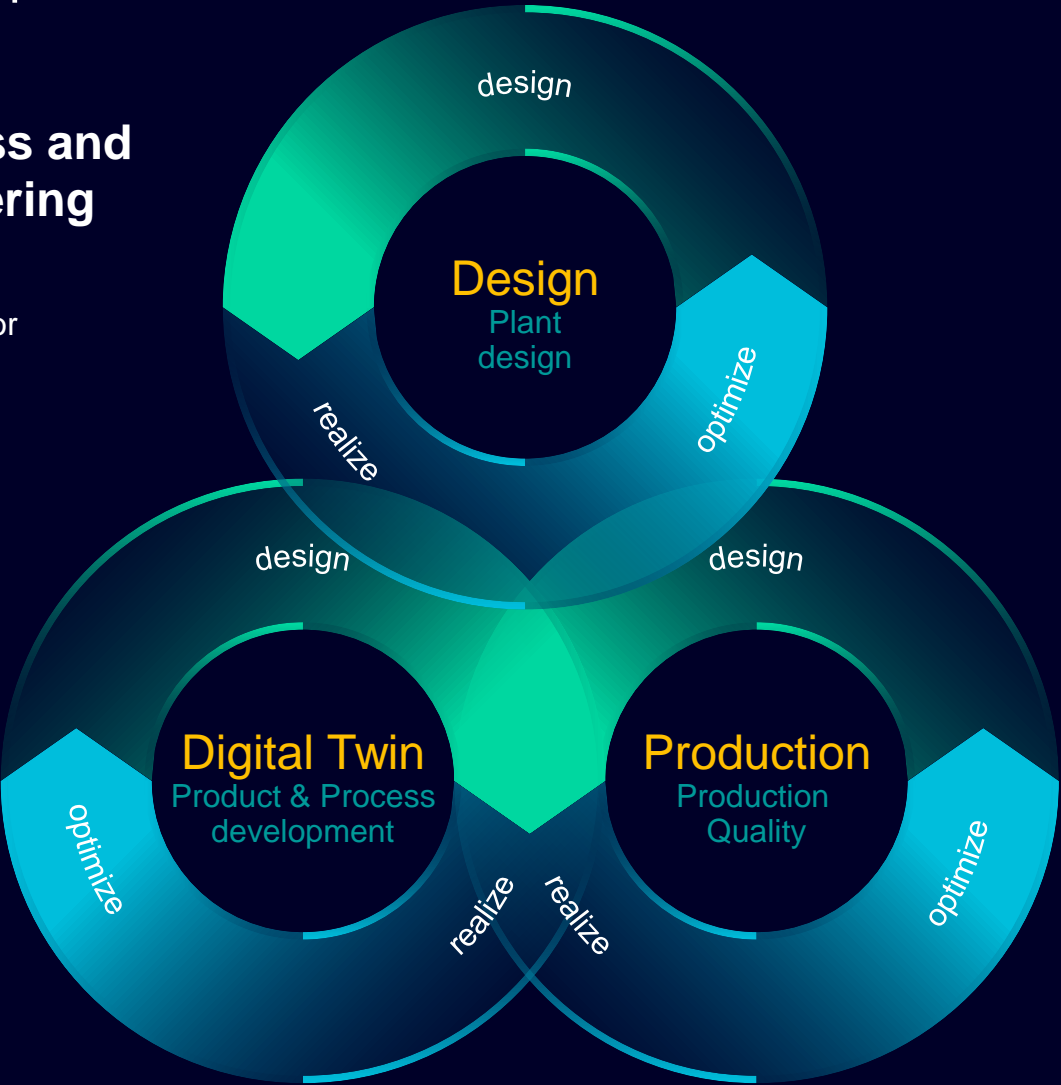 ss and
ering
or
design
Design
Plant
design
optimize
realize
design
design
Digital Twin
Product & Process
development
Production
Production
Quality
optimize
optimize
realize
realize